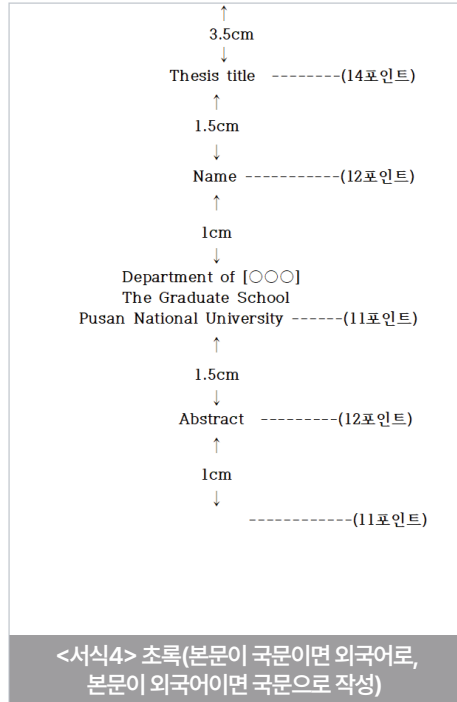 ↑
3.5cm
↓
Thesis title --------(14포인트)
↑
1.5cm
↓
Name -----------(12포인트)
↑
1cm
↓
Department of [○○○]
The Graduate School
Pusan National University ------(11포인트)
↑
1.5cm
↓
Abstract ---------(12포인트)
↑
1cm
↓
------------(11포인트)
<서식4> 초록(본문이 국문이면 외국어로,
본문이 외국어이면 국문으로 작성)